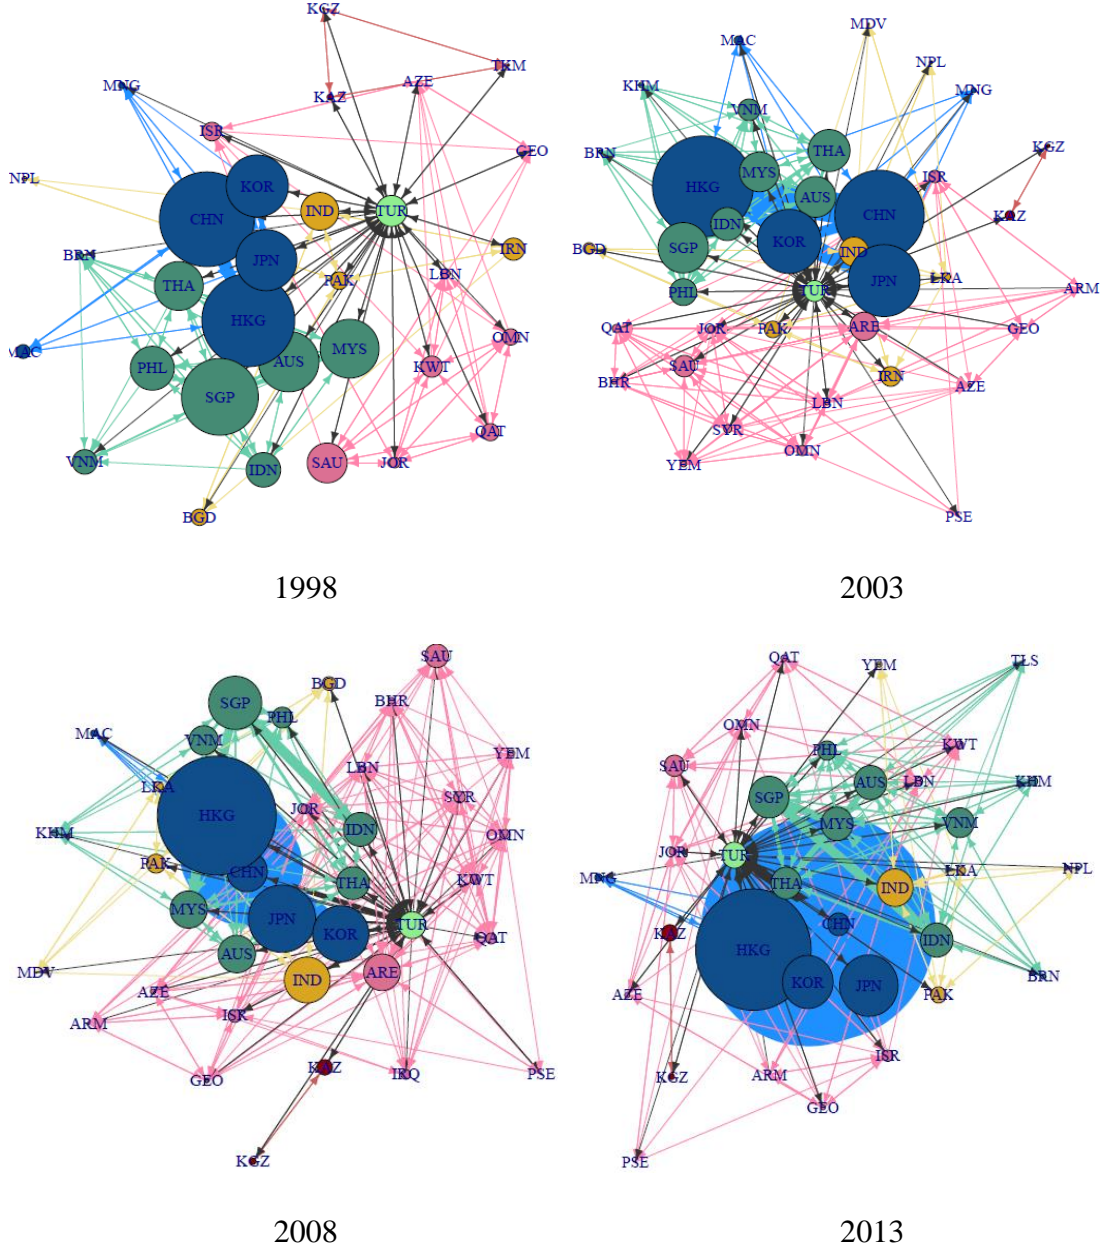 KGZ
TKM
AZE
MNG
KAZ
ISR
GEO
NPL
KOR
CHN
IND
TUR
BRN
JPN
IRN
THA
PAK
LBN
HKG
OMN
MAC
PHL
AUS
MYS
KWT
SGP
QAT
VNM
IDN
SAU
JOR
BGD
1998
MDV
MAC
NPL
KHM
MNG
VNM
BRN
THA
KGZ
MYS
ISR
HKG
AUS
CHN
KAZ
IDN
KOR
BGD
SGP
IND
JPN
LKA
PHL
TUR
ARM
QAT
JOR
PAK
ARE
GEO
SAU
BHR
IRN
AZE
LBN
SYR
YEM
OMN
PSE
2003
SAU
BGD
BHR
SGP
PHL
MAC
VNM
YEM
LBN
LKA
SYR
HKG
JOR
KHM
IDN
OMN
PAK
CHN
THA
KWT
MYS
JPN
TUR
KOR
QAT
AUS
MDV
IND
ARE
AZE
ARM
ISR
GEO
KAZ
IRQ
PSE
KGZ
2008
QAT
YEM
TLS
OMN
PHL
KWT
SAU
AUS
LBN
KHM
SGP
MYS
VNM
JOR
TUR
MNG
THA
IND
LKA
NPL
CHN
KAZ
IDN
HKG
BRN
AZE
KOR
JPN
PAK
ISR
KGZ
ARM
GEO
PSE
2013